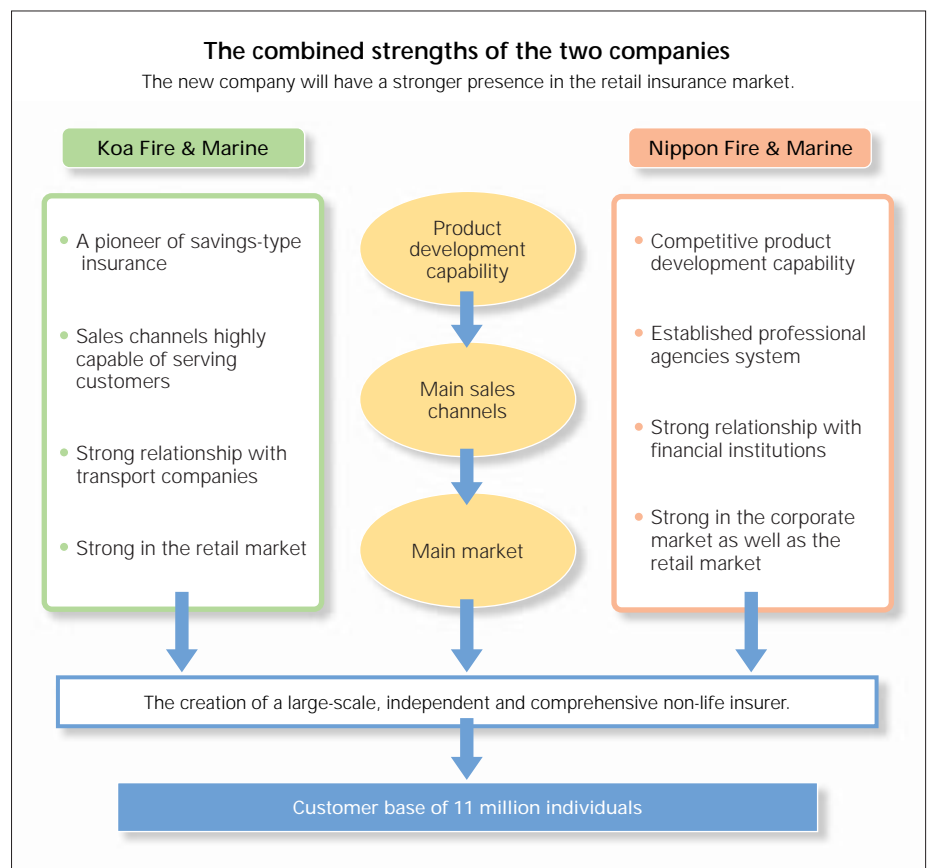 The combined strengths of the two companies
The new company will have a stronger presence in the retail insurance market.
Koa Fire & Marine
• A pioneer of savings-type
insurance
• Sales channels highly
capable of serving
customers
• Strong relationship with
transport companies
• Strong in the retail market
Product
development
capability
Main sales
channels
Main market
Nippon Fire & Marine
• Competitive product
development capability
• Established professional
agencies system
• Strong relationship with
financial institutions
• Strong in the corporate
market as well as the
retail market
The creation of a large-scale, independent and comprehensive non-life insurer.
Customer base of 11 million individuals